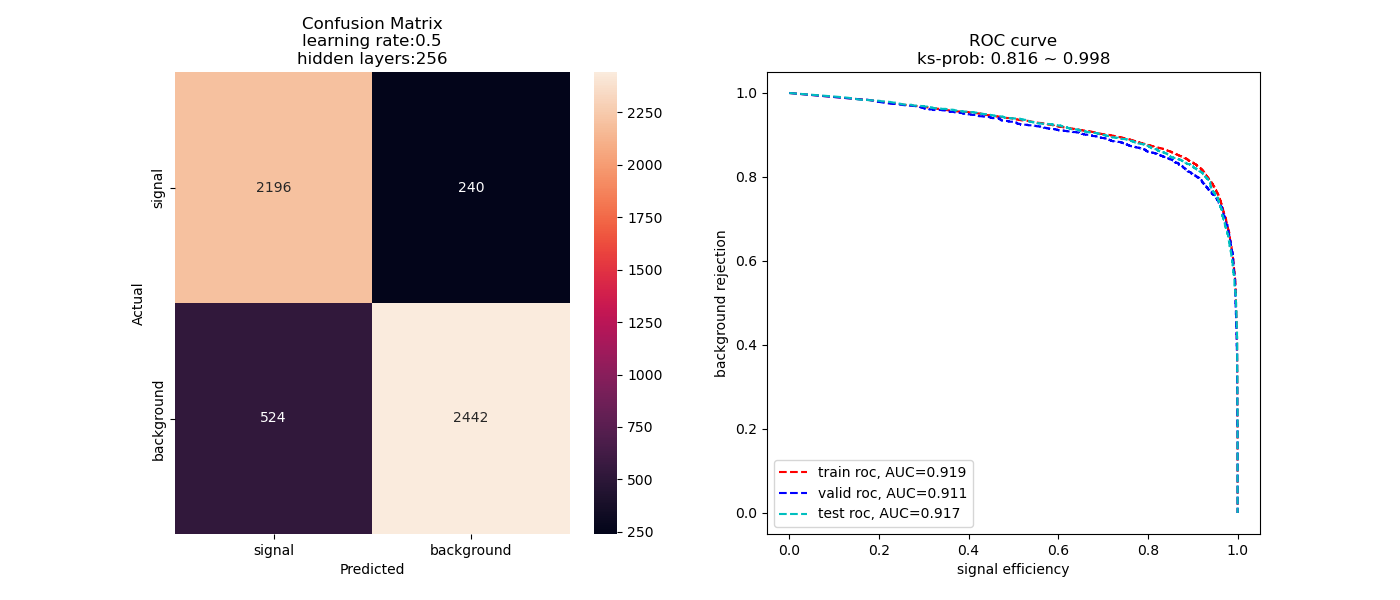 Confusion Matrix
learning rate:0.5
hidden layers:256
signal
background
Actual
2196
240
524
2442
signal
background
Predicted
2250
2000
1750
1500
1250
1000
750
500
250
ROC curve
ks-prob: 0.816 ~ 0.998
background rejection
1.0
0.8
0.6
0.4
0.2
0.0
train roc, AUC=0.919
valid roc, AUC=0.911
test roc, AUC=0.917
0.0
0.2
0.4
0.6
0.8
1.0
signal efficiency